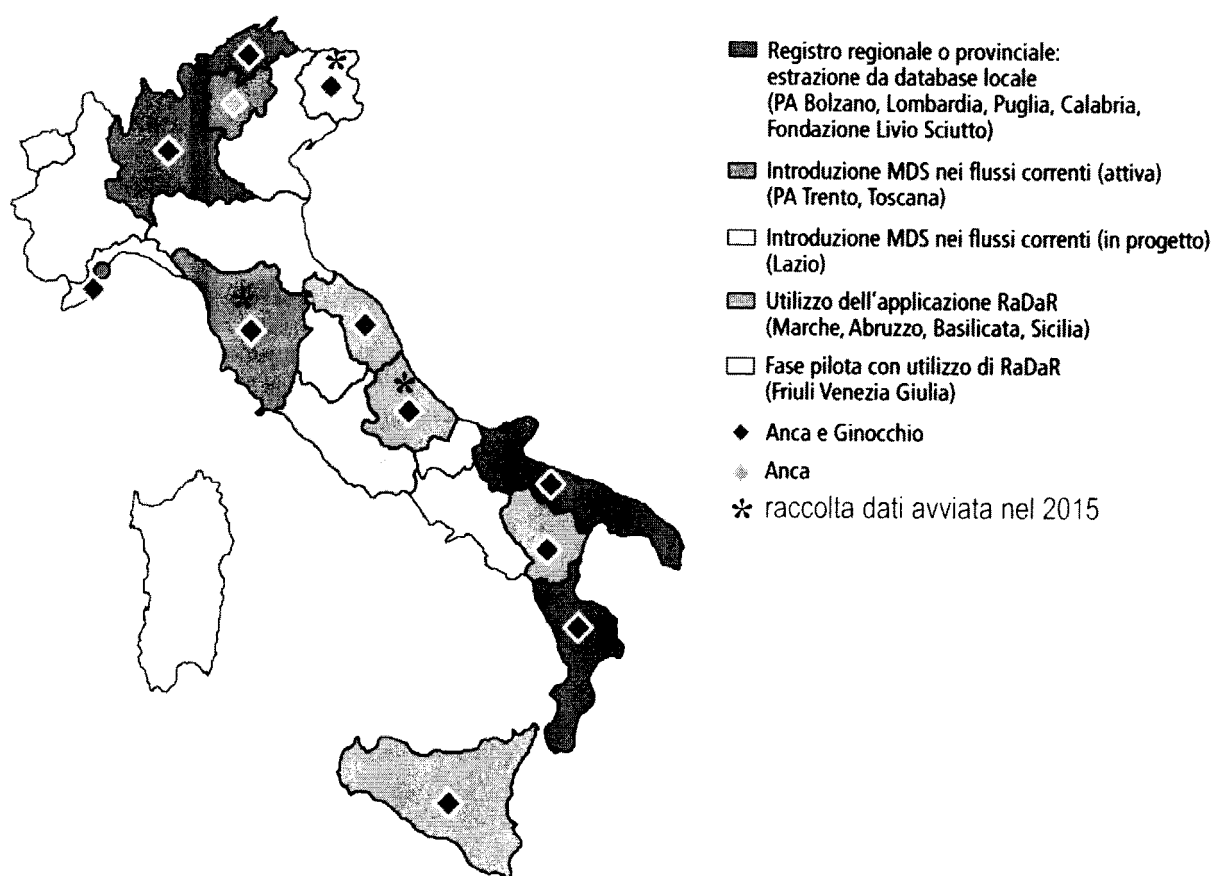 Registro regionale o provinciale:
estrazione da database locale
(PA Bolzano, Lombardia, Puglia, Calabria,
Fondazione Livio Sciutto)
Introduzione MDS nei flussi correnti (attiva)
(PA Trento, Toscana)
Introduzione MDS nei flussi correnti (in progetto)
(Lazio)
Utilizzo dell'applicazione RaDaR
(Marche, Abruzzo, Basilicata, Sicilia)
Fase pilota con utilizzo di RaDaR
(Friuli Venezia Giulia)
Anca e Ginocchio
Anca
* raccolta dati avviata nel 2015